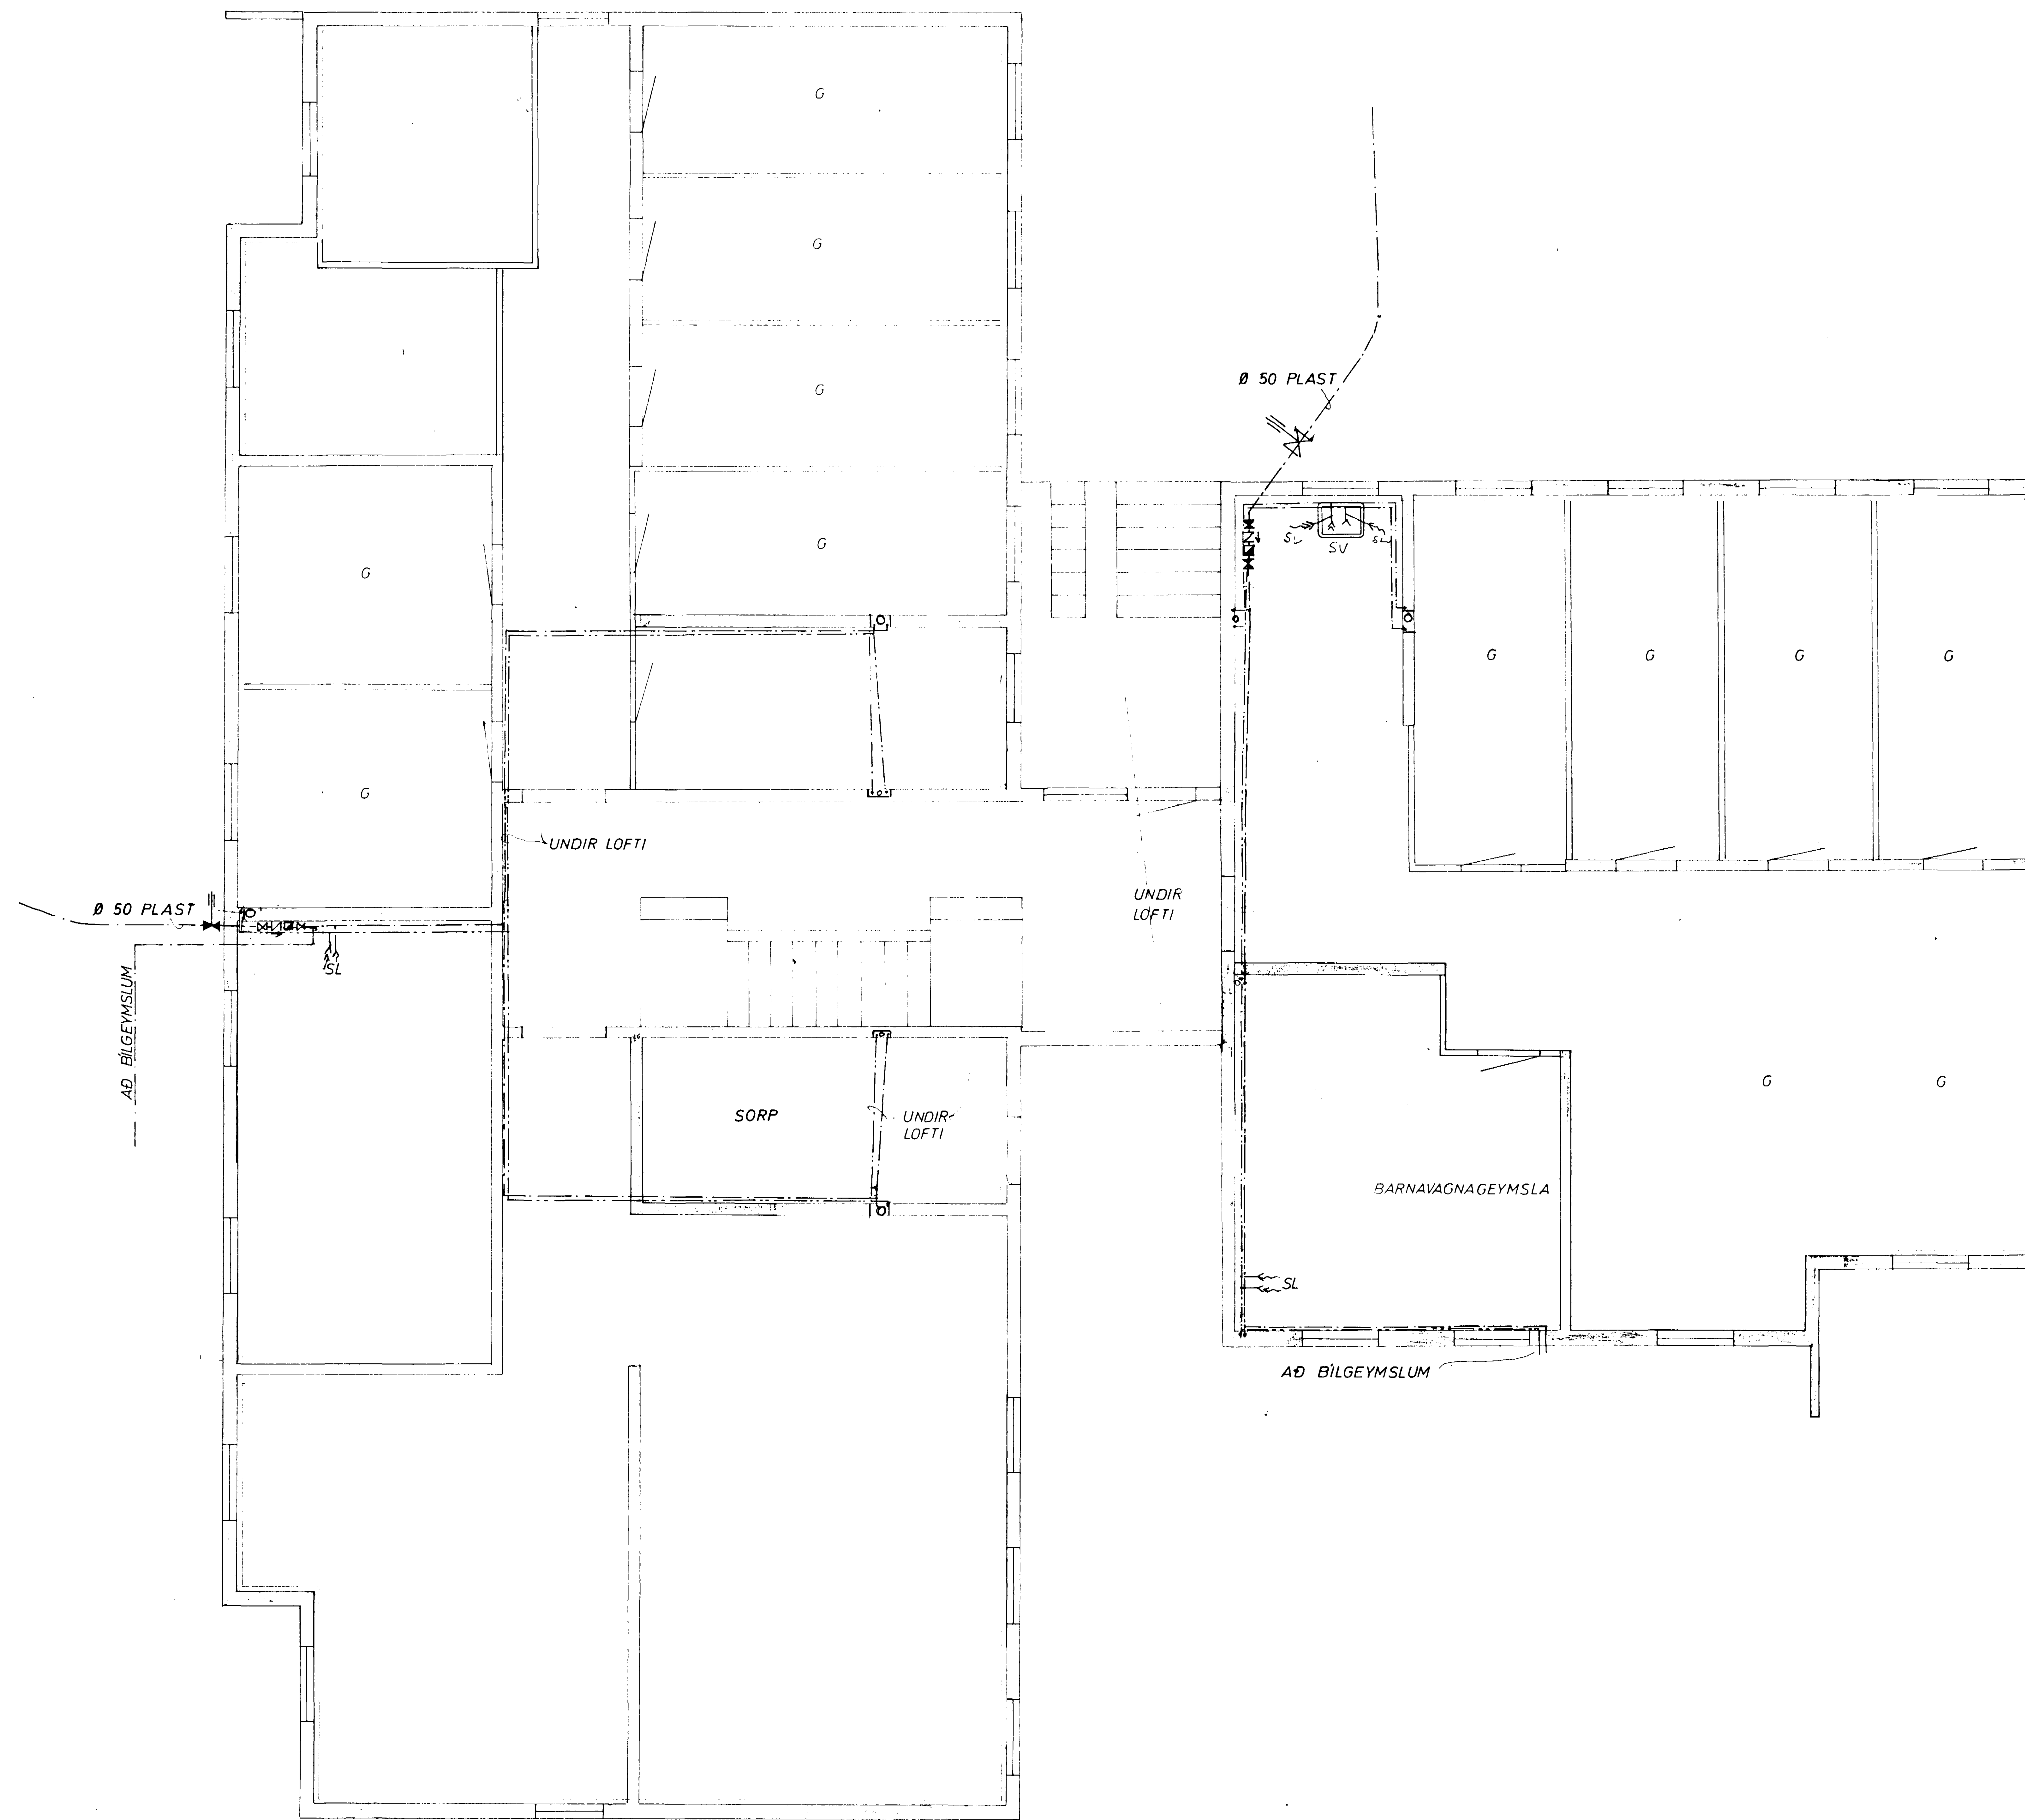 G
G
G
Ø 50 PLAST
G
SV
SL
G
G
G
G
G
G
UNDIR LOFTI
UNDIR
LOFTI
Ø 50 PLAST
SL
AÐ BÍLGEYMSLUM
G
G
SORP
UNDIR
LOFTI
BARNAVAGNAGEYMSLA
SL
AÐ BÍLGEYMSLUM